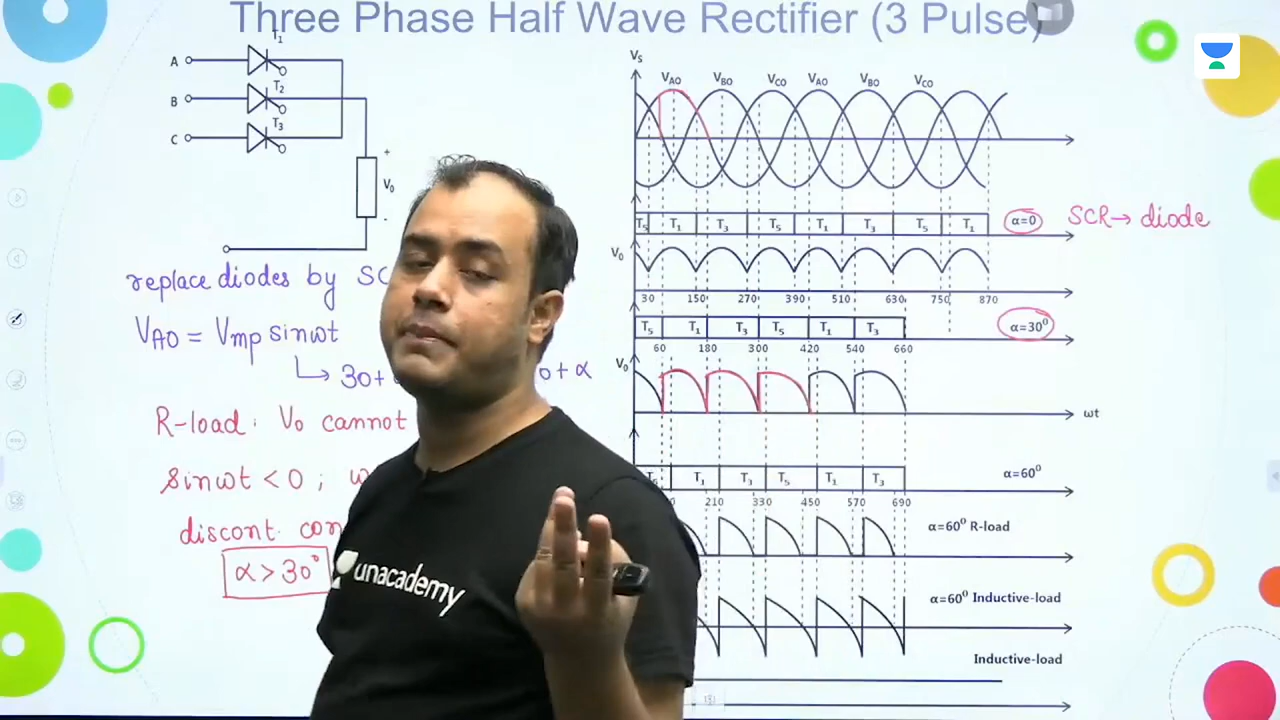 Three Phase Half Wave Rectifier (3 Pulse)
A
T1
B
T2
C
T3
+
V0
-
replace diodes by SC
VAO = Vmp sinωt
30+
0 + α
R-load: V0 cannot
sinωt < 0 ;
discont. con
α > 30°
unacademy
VS
VAO VBO VCO VAO VBO VCO
T5 T1 T3 T5 T1 T3 T5 T1
α=0
SCR→ diode
V0
30 150 270 390 510 630 750 870
T5 T1 T3 T5 T1 T3
α=30°
60 180 300 420 540 660
V0
ωt
T1 T3 T5 T1 T3
α=60⁰
210 330 450 570 690
α=60⁰ R-load
α=60⁰ Inductive-load
Inductive-load